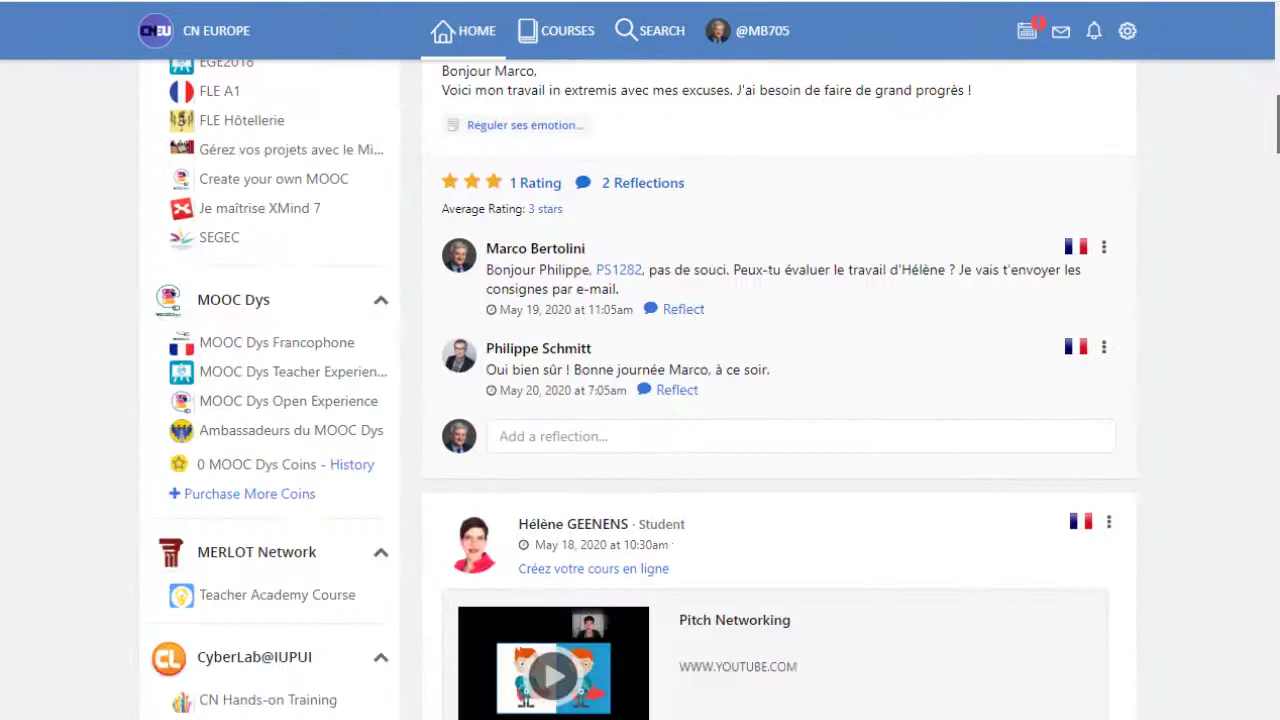 CNEU CN EUROPE HOME COURSES SEARCH @MB705
EGE2018
FLE A1
FLE Hôtellerie
Gérez vos projets avec le Mi...
Create your own MOOC
Je maîtrise XMind 7
SEGEC
MOOC Dys
MOOC Dys Francophone
MOOC Dys Teacher Experien...
MOOC Dys Open Experience
Ambassadeurs du MOOC Dys
0 MOOC Dys Coins - History
+ Purchase More Coins
MERLOT Network
Teacher Academy Course
CL CyberLab@IUPUI
CN Hands-on Training
Bonjour Marco,
Voici mon travail in extremis avec mes excuses. J'ai besoin de faire de grand progrès !
Réguler ses émotion...
1 Rating 2 Reflections
Average Rating: 3 stars
Marco Bertolini
Bonjour Philippe, PS1282, pas de souci. Peux-tu évaluer le travail d'Hélène ? Je vais t'envoyer les
consignes par e-mail.
May 19, 2020 at 11:05am Reflect
Philippe Schmitt
Oui bien sûr ! Bonne journée Marco, à ce soir.
May 20, 2020 at 7:05am Reflect
Add a reflection...
Hélène GEENENS · Student
May 18, 2020 at 10:30am ·
Créez votre cours en ligne
Pitch Networking
WWW.YOUTUBE.COM